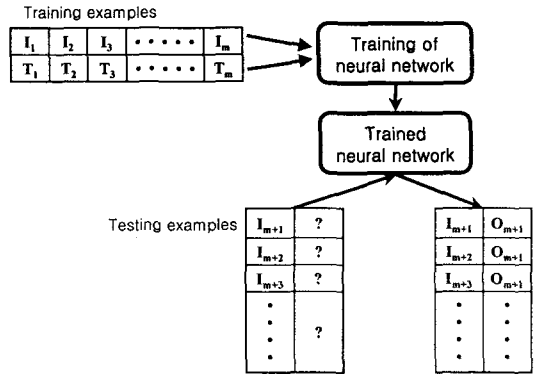 Training examples
I1 I2 I3 • • • • • Im
T1 T2 T3 • • • • • Tm
Training of
neural network
Trained
neural network
Testing examples
Im+1 ?
Im+2 ?
Im+3 ?
?
Im+1 Om+1
Im+2 Om+1
Im+3 Om+1